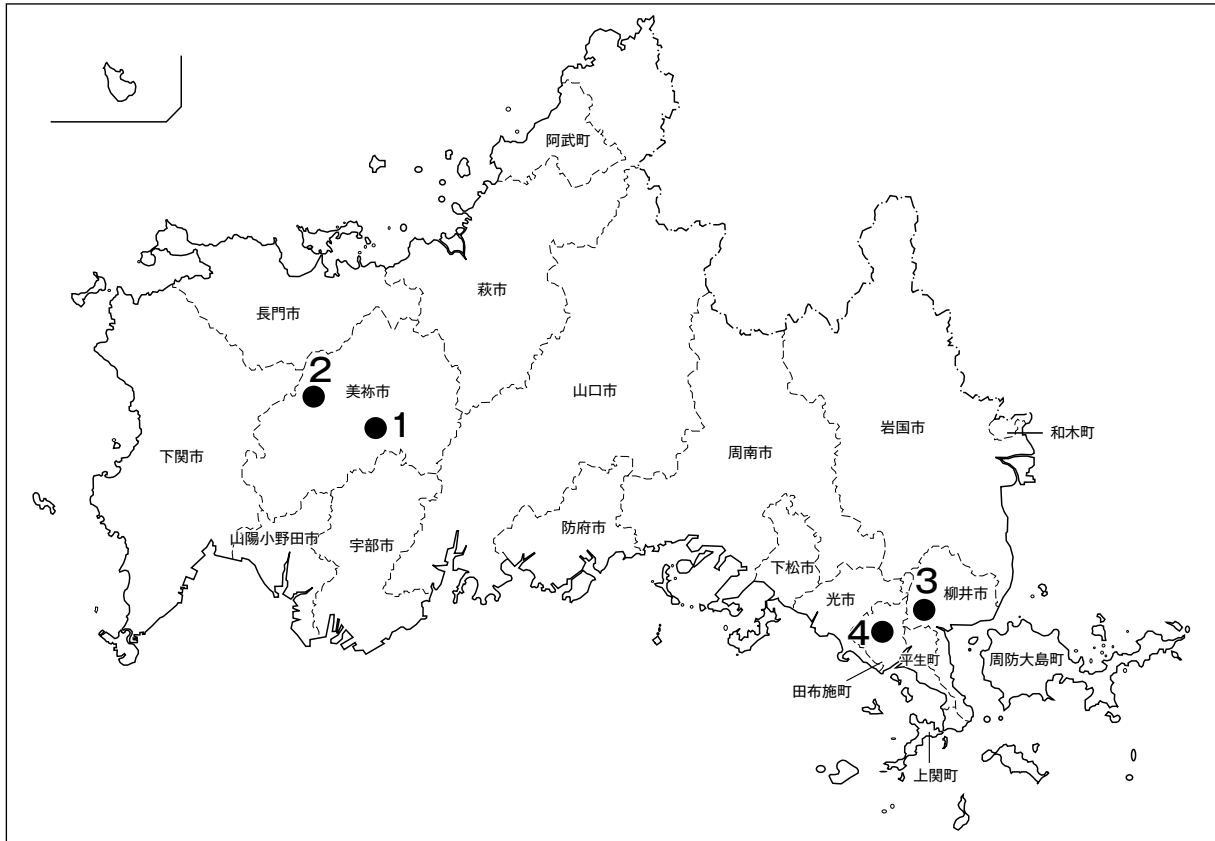 阿武町
萩市
長門市
2
美祢市
1
山口市
岩国市
和木町
下関市
周南市
山陽小野田市
宇部市
防府市
下松市
光市
3
柳井市
4
平生町
周防大島町
田布施町
上関町